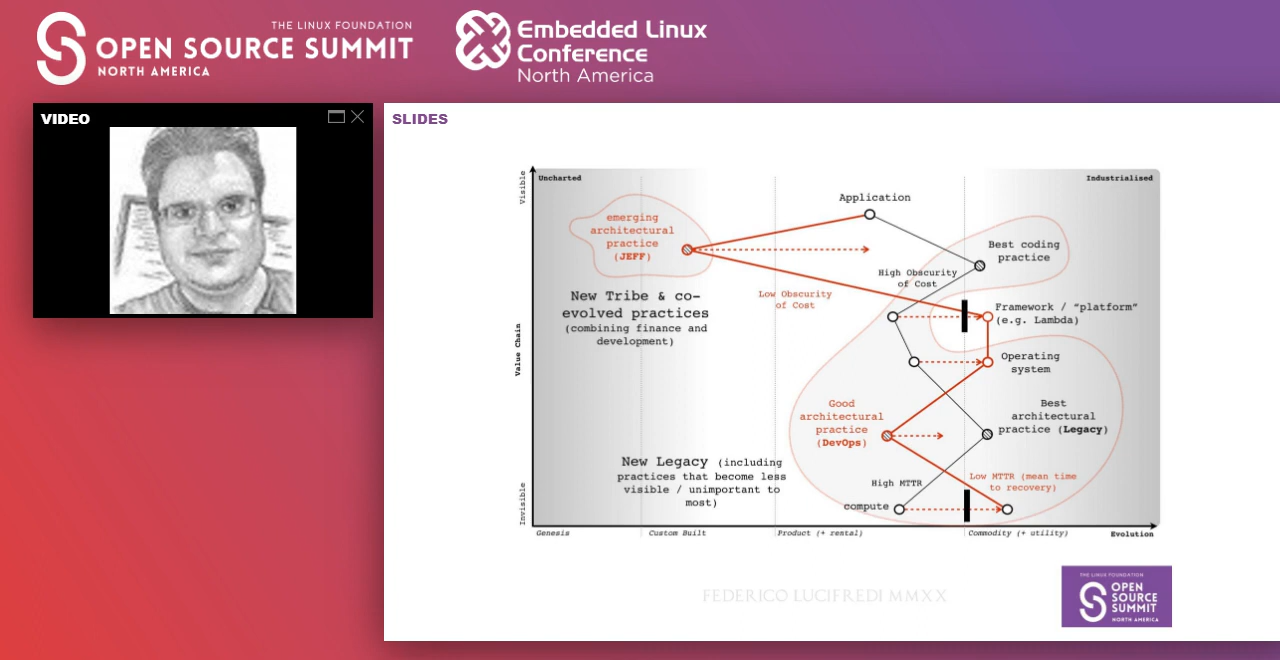 THE LINUX FOUNDATION
OPEN SOURCE SUMMIT
NORTH AMERICA
Embedded Linux
Conference
North America
VIDEO
SLIDES
Visible
Value Chain
Invisible
Uncharted
Industrialised
Application
emerging
architectural
practice
(JEFF)
Best coding
practice
High Obscurity
of Cost
Low Obscurity
of Cost
New Tribe & co-
evolved practices
(combining finance and
development)
Framework / “platform”
(e.g. Lambda)
Operating
system
Good
architectural
practice
(DevOps)
Best
architectural
practice (Legacy)
New Legacy (including
practices that become less
visible / unimportant to
most)
High MTTR
Low MTTR (mean time
to recovery)
compute
Genesis
Custom Built
Product (+ rental)
Commodity (+ utility)
Evolution
FEDERICO LUCIFREDI MMXX
THE LINUX FOUNDATION
OPEN
SOURCE
SUMMIT
NORTH AMERICA